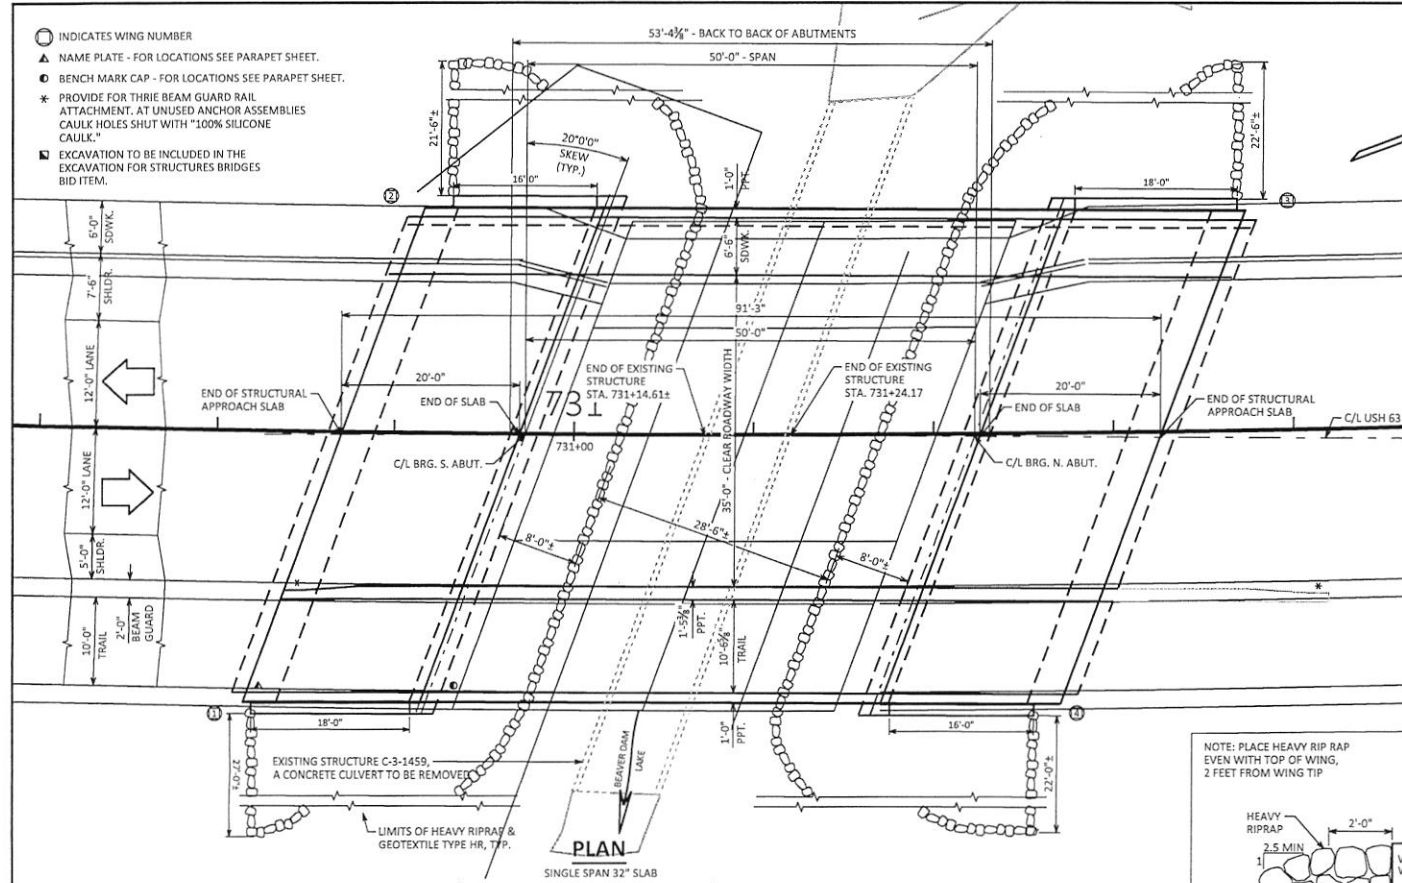 INDICATES WING NUMBER
NAME PLATE - FOR LOCATIONS SEE PARAPET SHEET.
BENCH MARK CAP - FOR LOCATIONS SEE PARAPET SHEET.
* PROVIDE FOR THRIE BEAM GUARD RAIL
ATTACHMENT. AT UNUSED ANCHOR ASSEMBLIES
CAULK HOLES SHUT WITH "100% SILICONE
CAULK."
EXCAVATION TO BE INCLUDED IN THE
EXCAVATION FOR STRUCTURES BRIDGES
BID ITEM.
53'-4⅜" - BACK TO BACK OF ABUTMENTS
50'-0" - SPAN
21'-6"±
22'-6"±
20°0'0"
SKEW
(TYP.)
16'0"
1'-0"
PPT.
18'-0"
2
3
6'-0"
SDWK.
6'-6"
SDWK.
7'-6"
SHLDR.
91'-3"
50'-0"
12'-0" LANE
20'-0"
END OF STRUCTURAL
APPROACH SLAB
END OF SLAB
731
END OF EXISTING
STRUCTURE
STA. 731+14.61±
35'-0" - CLEAR ROADWAY WIDTH
END OF EXISTING
STRUCTURE
STA. 731+24.17
20'-0"
END OF SLAB
END OF STRUCTURAL
APPROACH SLAB
C/L USH 63
731+00
C/L BRG. S. ABUT.
C/L BRG. N. ABUT.
12'-0" LANE
28'-6"±
8'-0"±
8'-0"±
5'-0"
SHLDR.
*
*
10'-0"
TRAIL
2'-0"
BEAM
GUARD
1'-5⅜"
PPT.
10'-6⅝"
TRAIL
1
4
18'-0"
1'-0"
PPT.
16'-0"
27'-0"±
22'-0"±
EXISTING STRUCTURE C-3-1459,
A CONCRETE CULVERT TO BE REMOVED
BEAVER DAM
LAKE
LIMITS OF HEAVY RIPRAP &
GEOTEXTILE TYPE HR, TYP.
PLAN
SINGLE SPAN 32" SLAB
NOTE: PLACE HEAVY RIP RAP
EVEN WITH TOP OF WING,
2 FEET FROM WING TIP
HEAVY
RIPRAP
2'-0"
2.5 MIN
1